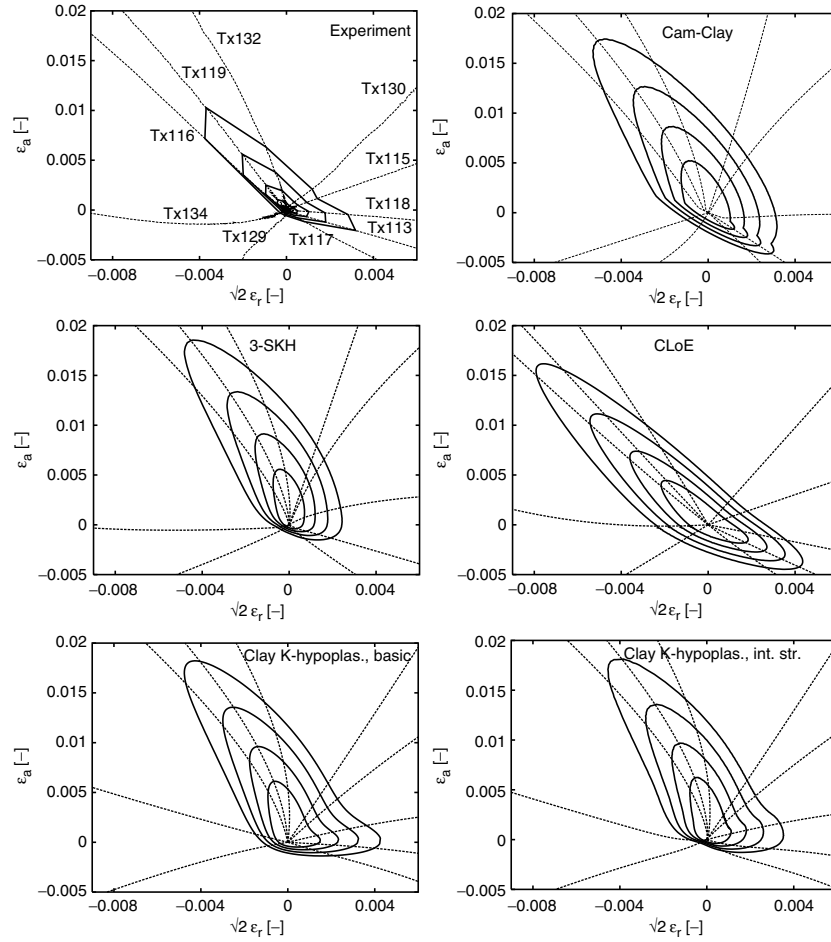 0.02
0.015
0.01
0.005
0
−0.005
εa [−]
Experiment
Tx132
Tx119
Tx130
Tx116
Tx115
Tx118
Tx134
Tx113
Tx129
Tx117
−0.008 −0.004 0 0.004
√2 εr [−]
0.02
0.015
0.01
0.005
0
−0.005
εa [−]
Cam-Clay
−0.008 −0.004 0 0.004
√2 εr [−]
0.02
0.015
0.01
0.005
0
−0.005
εa [−]
3-SKH
−0.008 −0.004 0 0.004
√2 εr [−]
0.02
0.015
0.01
0.005
0
−0.005
εa [−]
CLoE
−0.008 −0.004 0 0.004
√2 εr [−]
0.02
0.015
0.01
0.005
0
−0.005
εa [−]
Clay K-hypoplas., basic
−0.008 −0.004 0 0.004
√2 εr [−]
0.02
0.015
0.01
0.005
0
−0.005
εa [−]
Clay K-hypoplas., int. str.
−0.008 −0.004 0 0.004
√2 εr [−]